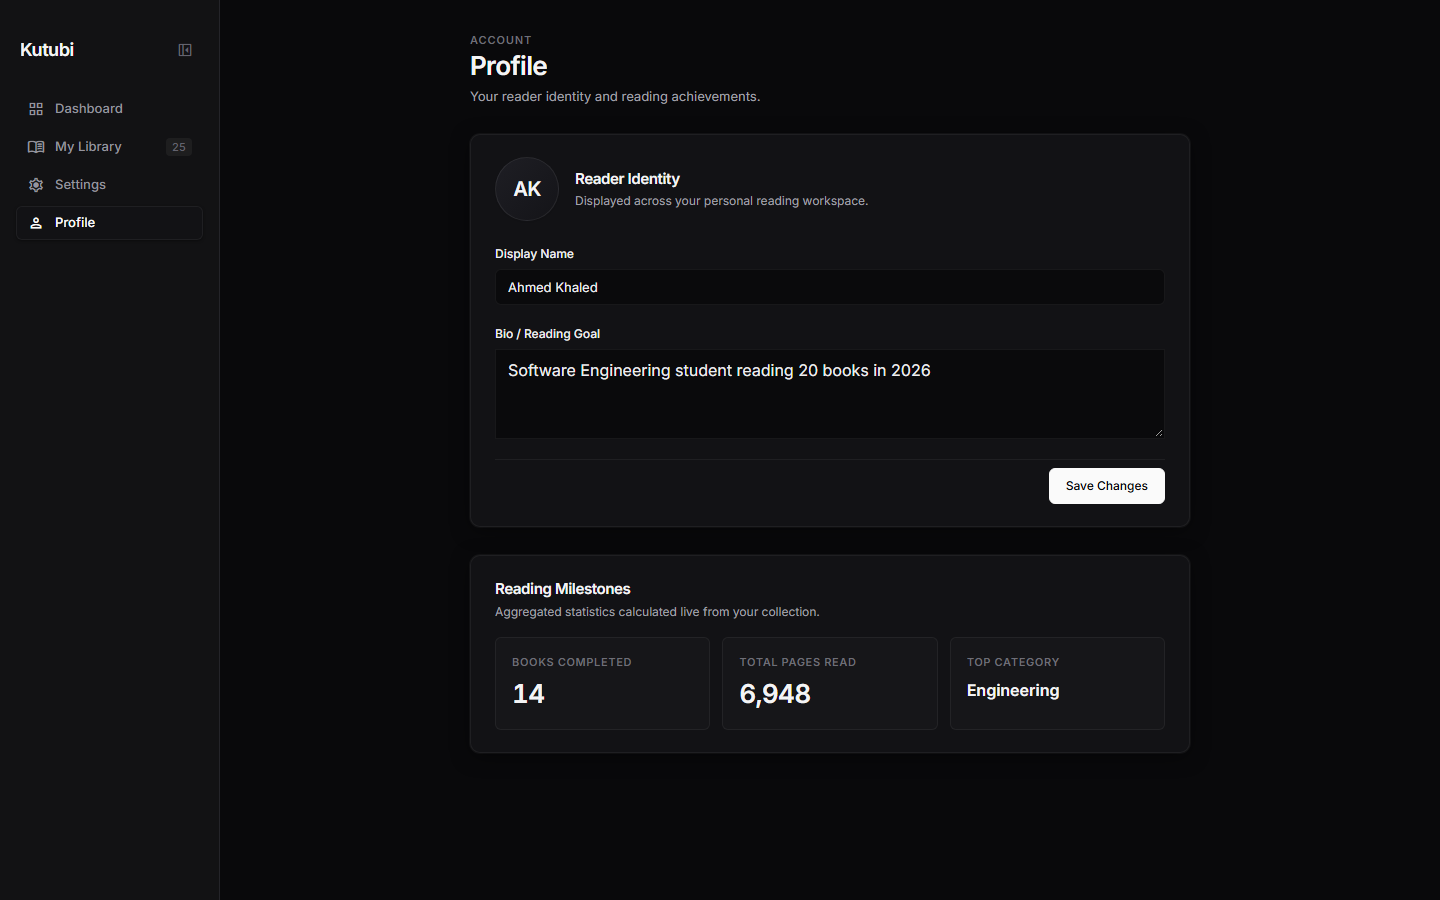 Kutubi
Dashboard
My Library 25
Settings
Profile
ACCOUNT
Profile
Your reader identity and reading achievements.
AK
Reader Identity
Displayed across your personal reading workspace.
Display Name
Ahmed Khaled
Bio / Reading Goal
Software Engineering student reading 20 books in 2026
Save Changes
Reading Milestones
Aggregated statistics calculated live from your collection.
BOOKS COMPLETED
14
TOTAL PAGES READ
6,948
TOP CATEGORY
Engineering